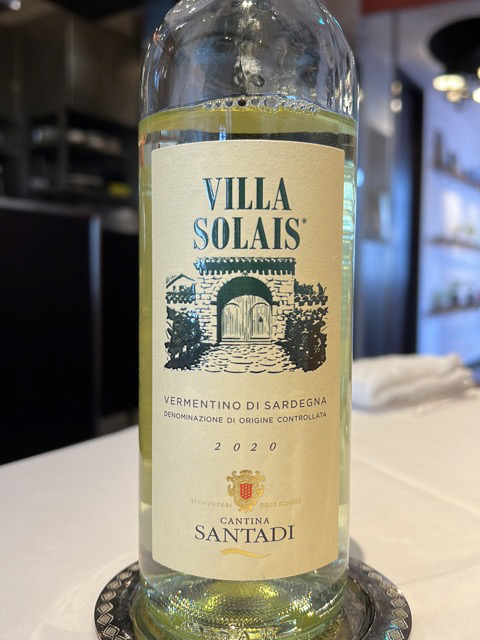 VILLA
SOLAIS*
VERMENTINO DI SARDEGNA
DENOMINAZIONE DI ORIGINE CONTROLLATA
2020
CANTINA
SANTADI